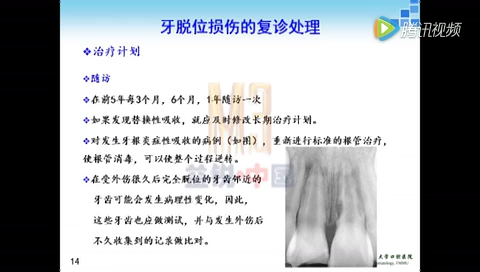 腾讯视频
牙脱位损伤的复诊处理
治疗计划
随访
在前5年每3个月，6个月，1年随访一次
如果发现替换性吸收，就应及时修改长期治疗计划。
对发生牙根炎症性吸收的病例（如图），重新进行标准的根管治疗，
使根管消毒，可以使整个过程逆转。
在受外伤很久后完全脱位的牙齿邻近的
牙齿可能会发生病理性变化，因此，
这些牙齿也应做测试，并与发生外伤后
不久收集到的记录做比对。
大学口腔医院
14